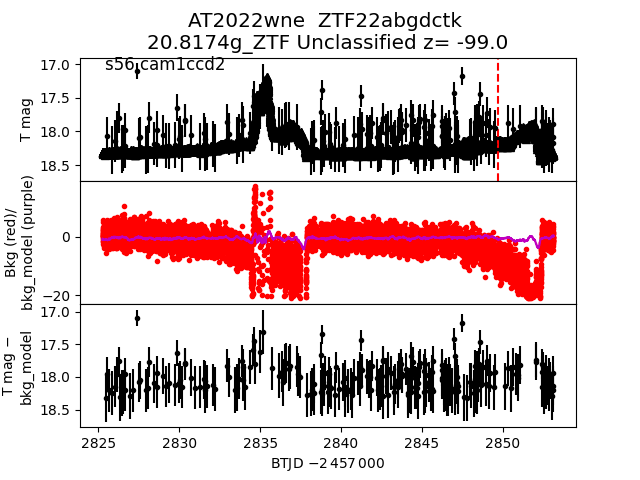 AT2022wne  ZTF22abgdctk
20.8174g_ZTF Unclassified z= -99.0
s56 cam1ccd2
17.0
17.5
18.0
18.5
T mag
0
−20
Bkg (red)/
bkg_model (purple)
17.0
17.5
18.0
18.5
T mag −
bkg_model
2825 2830 2835 2840 2845 2850
BTJD −2 457 000